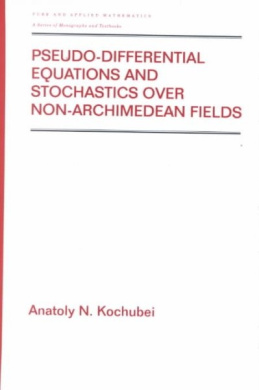 PURE AND APPLIED MATHEMATICS
A Series of Monographs and Textbooks
PSEUDO-DIFFERENTIAL
EQUATIONS AND
STOCHASTICS OVER
NON-ARCHIMEDEAN FIELDS
Anatoly N. Kochubei